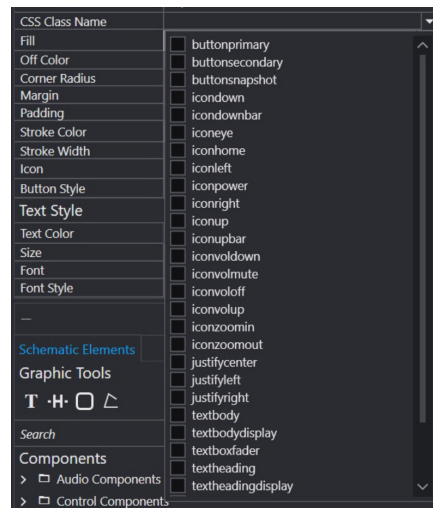 CSS Class Name
Fill
Off Color
Corner Radius
Margin
Padding
Stroke Color
Stroke Width
Icon
Button Style
Text Style
Text Color
Size
Font
Font Style
buttonprimary
buttonsecondary
buttonsnapshot
icondown
icondownbar
iconeye
iconhome
iconleft
iconpower
iconright
iconup
iconupbar
iconvoldown
iconvolmute
iconvoloff
iconvolup
iconzoomin
iconzoomout
justifycenter
justifyleft
justifyright
textbody
textbodydisplay
textboxfader
textheading
textheadingdisplay
Schematic Elements
Graphic Tools
T ·H·
Search
Components
Audio Components
Control Components